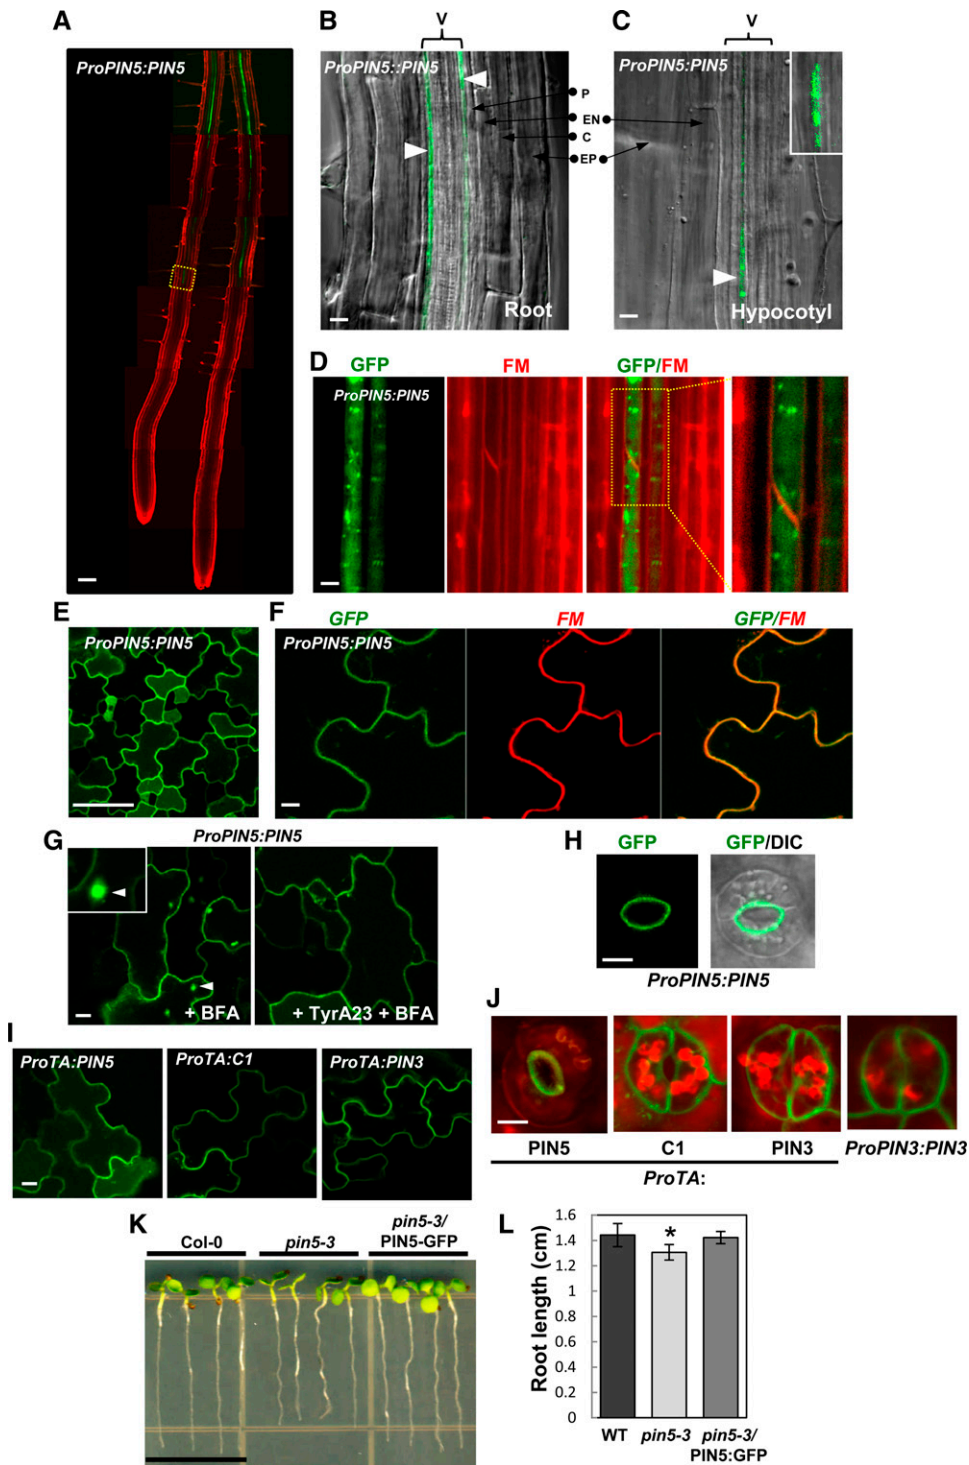 A
ProPIN5:PIN5
B
V
ProPIN5::PIN5
Root
P
EN
C
EP
C
V
ProPIN5:PIN5
Hypocotyl
D
GFP
FM
GFP/FM
ProPIN5:PIN5
E
ProPIN5:PIN5
F
GFP
FM
GFP/FM
ProPIN5:PIN5
G
ProPIN5:PIN5
+ BFA
+ TyrA23 + BFA
H
GFP
GFP/DIC
ProPIN5:PIN5
I
ProTA:PIN5
ProTA:C1
ProTA:PIN3
J
PIN5
C1
PIN3
ProPIN3:PIN3
ProTA:
K
Col-0
pin5-3
pin5-3/
PIN5-GFP
L
Root length (cm)
1.6
1.4
1.2
1
0.8
0.6
0.4
0.2
0
*
WT
pin5-3
pin5-3/
PIN5:GFP